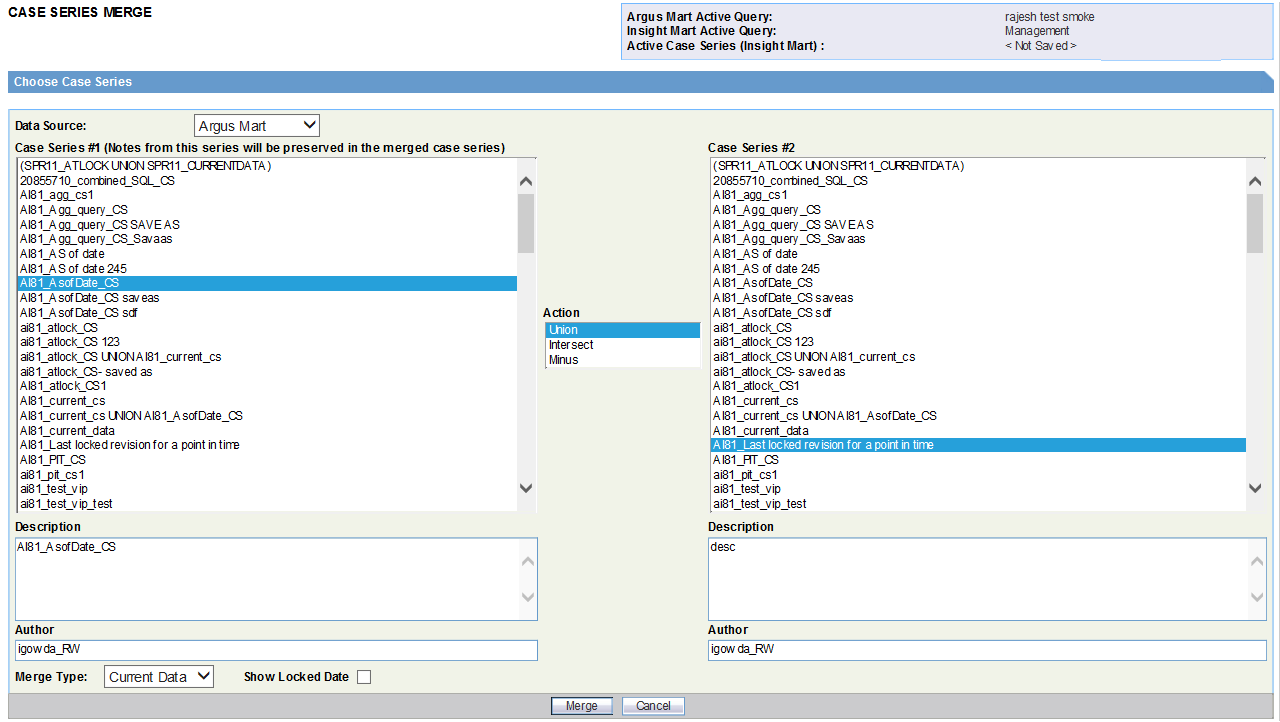 CASE SERIES MERGE
Argus Mart Active Query: rajesh test smoke
Insight Mart Active Query: Management
Active Case Series (Insight Mart) : < Not Saved >
Choose Case Series
Data Source: Argus Mart
Case Series #1 (Notes from this series will be preserved in the merged case series)
(SPR11_ATLOCK UNION SPR11_CURRENTDATA)
20855710_combined_SQL_CS
AI81_agg_cs1
AI81_Agg_query_CS
AI81_Agg_query_CS SAVE AS
AI81_Agg_query_CS_Savaas
AI81_AS of date
AI81_AS of date 245
AI81_AsofDate_CS
AI81_AsofDate_CS saveas
AI81_AsofDate_CS sdf
ai81_atlock_CS
ai81_atlock_CS 123
ai81_atlock_CS UNION AI81_current_cs
ai81_atlock_CS- saved as
AI81_atlock_CS1
AI81_current_cs
AI81_current_cs UNION AI81_AsofDate_CS
AI81_current_data
AI81_Last locked revision for a point in time
AI81_PIT_CS
ai81_pit_cs1
ai81_test_vip
ai81_test_vip_test
Description
AI81_AsofDate_CS
Author
igowda_RW
Action
Union
Intersect
Minus
Case Series #2
(SPR11_ATLOCK UNION SPR11_CURRENTDATA)
20855710_combined_SQL_CS
AI81_agg_cs1
AI81_Agg_query_CS
AI81_Agg_query_CS SAVE AS
AI81_Agg_query_CS_Savaas
AI81_AS of date
AI81_AS of date 245
AI81_AsofDate_CS
AI81_AsofDate_CS saveas
AI81_AsofDate_CS sdf
ai81_atlock_CS
ai81_atlock_CS 123
ai81_atlock_CS UNION AI81_current_cs
ai81_atlock_CS- saved as
AI81_atlock_CS1
AI81_current_cs
AI81_current_cs UNION AI81_AsofDate_CS
AI81_current_data
AI81_Last locked revision for a point in time
AI81_PIT_CS
ai81_pit_cs1
ai81_test_vip
ai81_test_vip_test
Description
desc
Author
igowda_RW
Merge Type: Current Data Show Locked Date
Merge Cancel